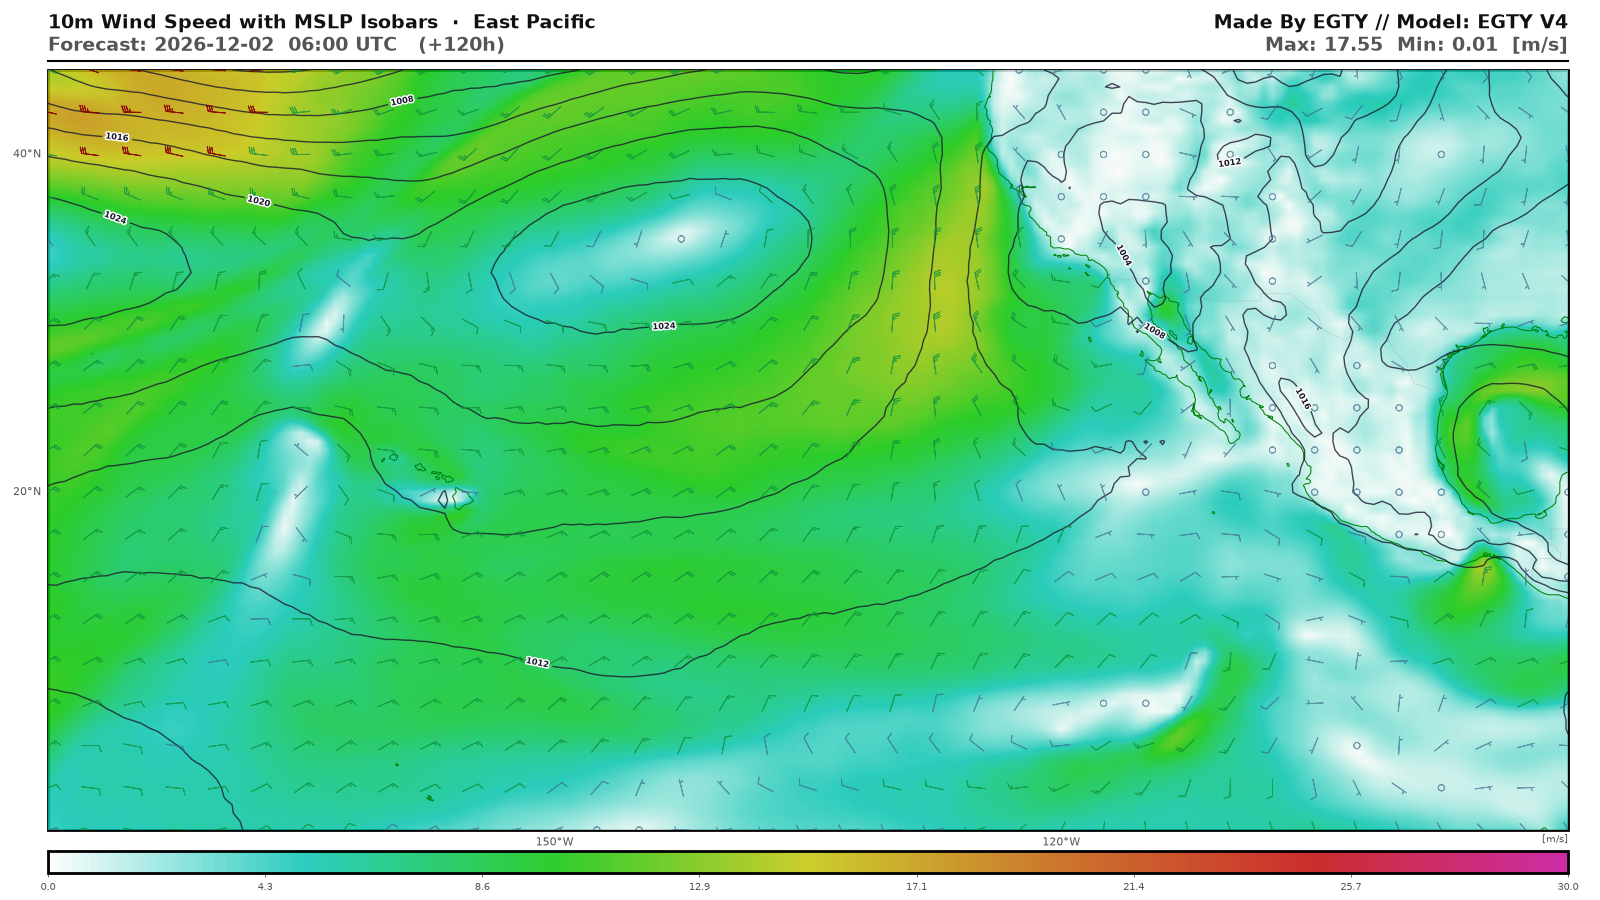 10m Wind Speed with MSLP Isobars · East Pacific
Made By EGTY // Model: EGTY V4
Forecast: 2026-12-02 06:00 UTC (+120h)
Max: 17.55 Min: 0.01 [m/s]
1008
1016
40°N
1012
1020
1024
1004
1024
1008
1016
20°N
1012
150°W
120°W
[m/s]
0.0
4.3
8.6
12.9
17.1
21.4
25.7
30.0